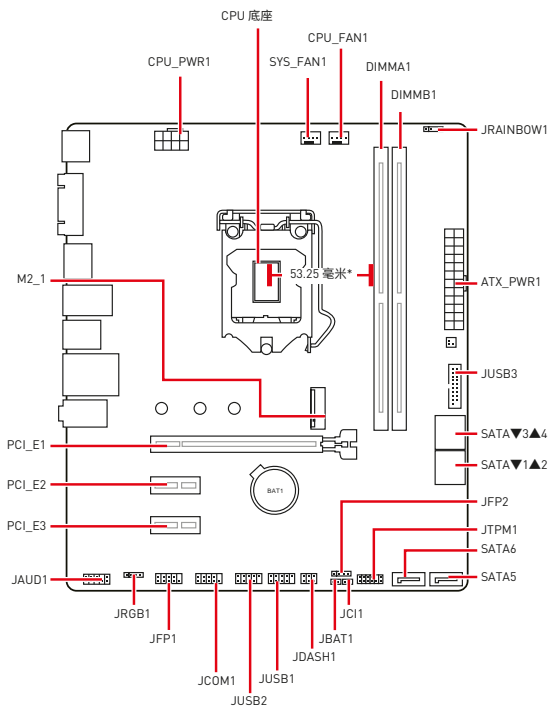 CPU 底座
CPU_FAN1
CPU_PWR1
SYS_FAN1
DIMMA1
DIMMB1
JRAINBOW1
M2_1
53.25 毫米*
ATX_PWR1
JUSB3
PCI_E1
SATA▼3▲4
SATA▼1▲2
PCI_E2
BAT1
JFP2
PCI_E3
JTPM1
SATA6
JAUD1
SATA5
JRGB1
JCI1
JFP1
JBAT1
JDASH1
JCOM1
JUSB1
JUSB2